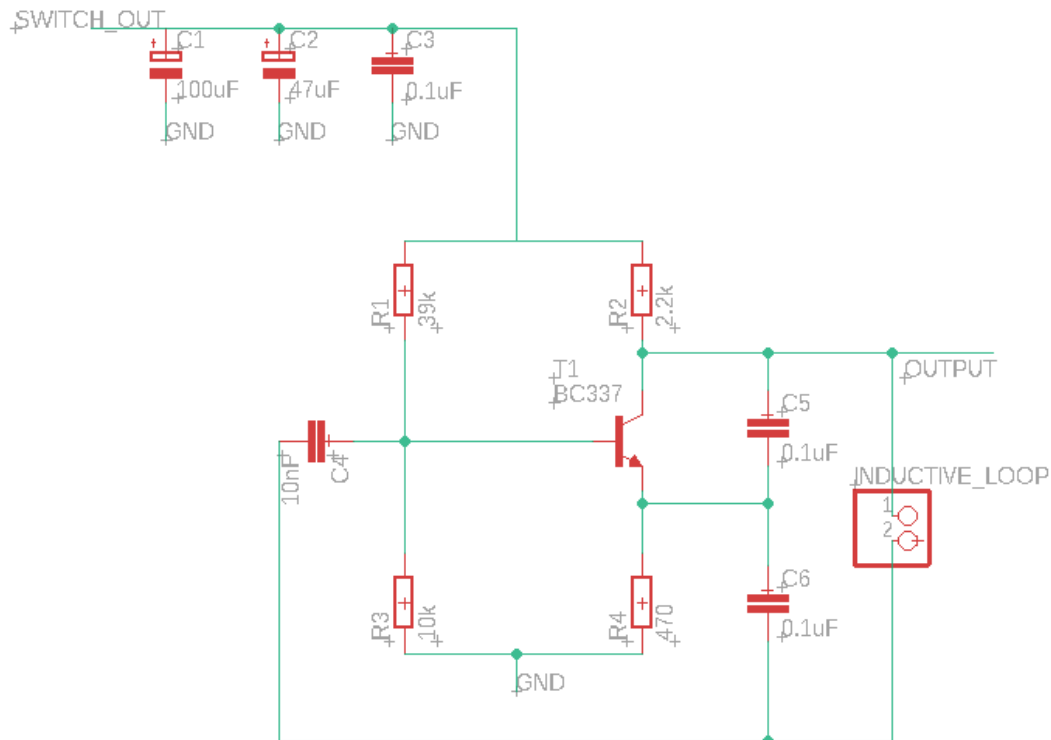 SWITCH_OUT
C1
C2
C3
100uF
47uF
0.1uF
GND
GND
GND
R1
39k
R2
2.2k
T1
BC337
OUTPUT
C5
0.1uF
10nF
C4
INDUCTIVE_LOOP
1
2
C6
0.1uF
R3
10k
R4
470
GND